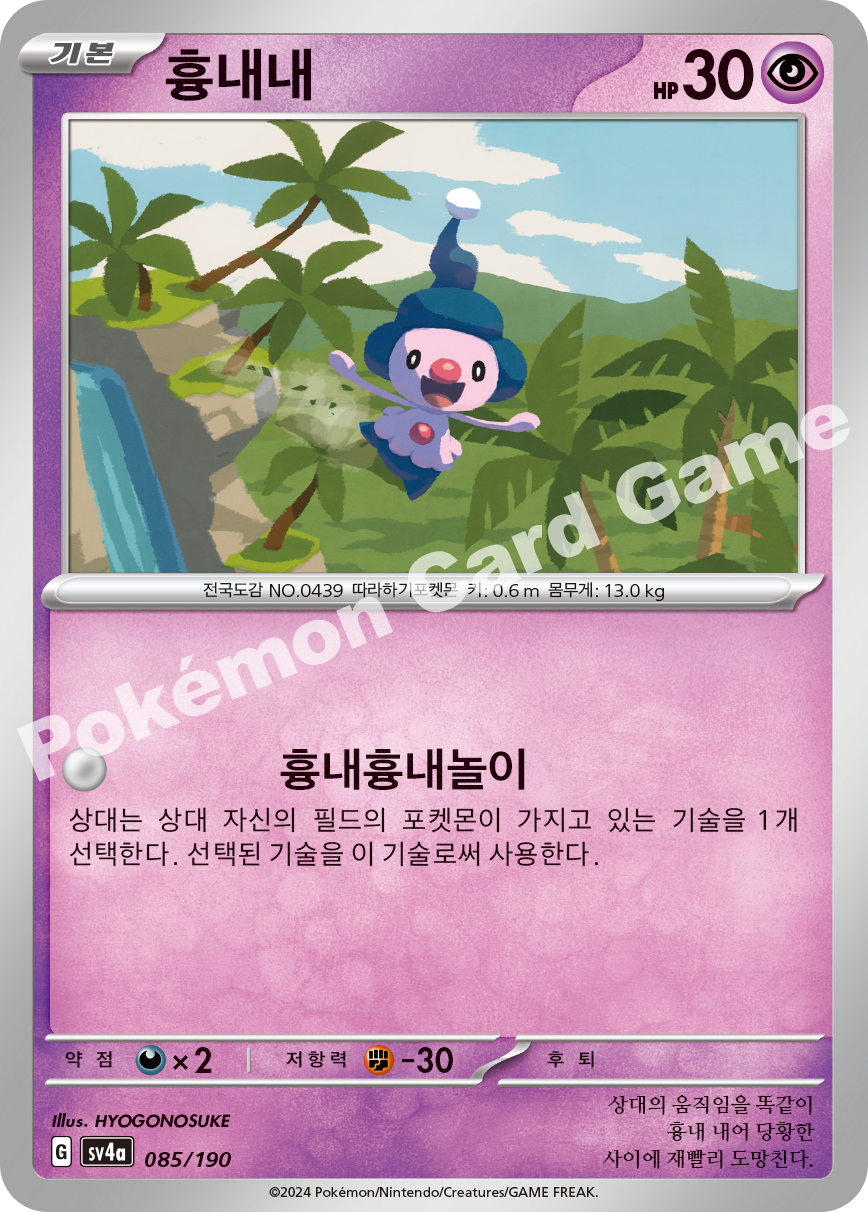 기본
흉내내
HP30
전국도감 NO.0439 따라하기포켓몬 키: 0.6 m 몸무게: 13.0 kg
Pokémon Card Game
흉내흉내놀이
상대는 상대 자신의 필드의 포켓몬이 가지고 있는 기술을 1개
선택한다. 선택된 기술을 이 기술로써 사용한다.
약점 ×2 저항력 -30 후퇴
Illus. HYOGONOSUKE
G sv4a 085/190
상대의 움직임을 똑같이
흉내 내어 당황한
사이에 재빨리 도망친다.
©2024 Pokémon/Nintendo/Creatures/GAME FREAK.